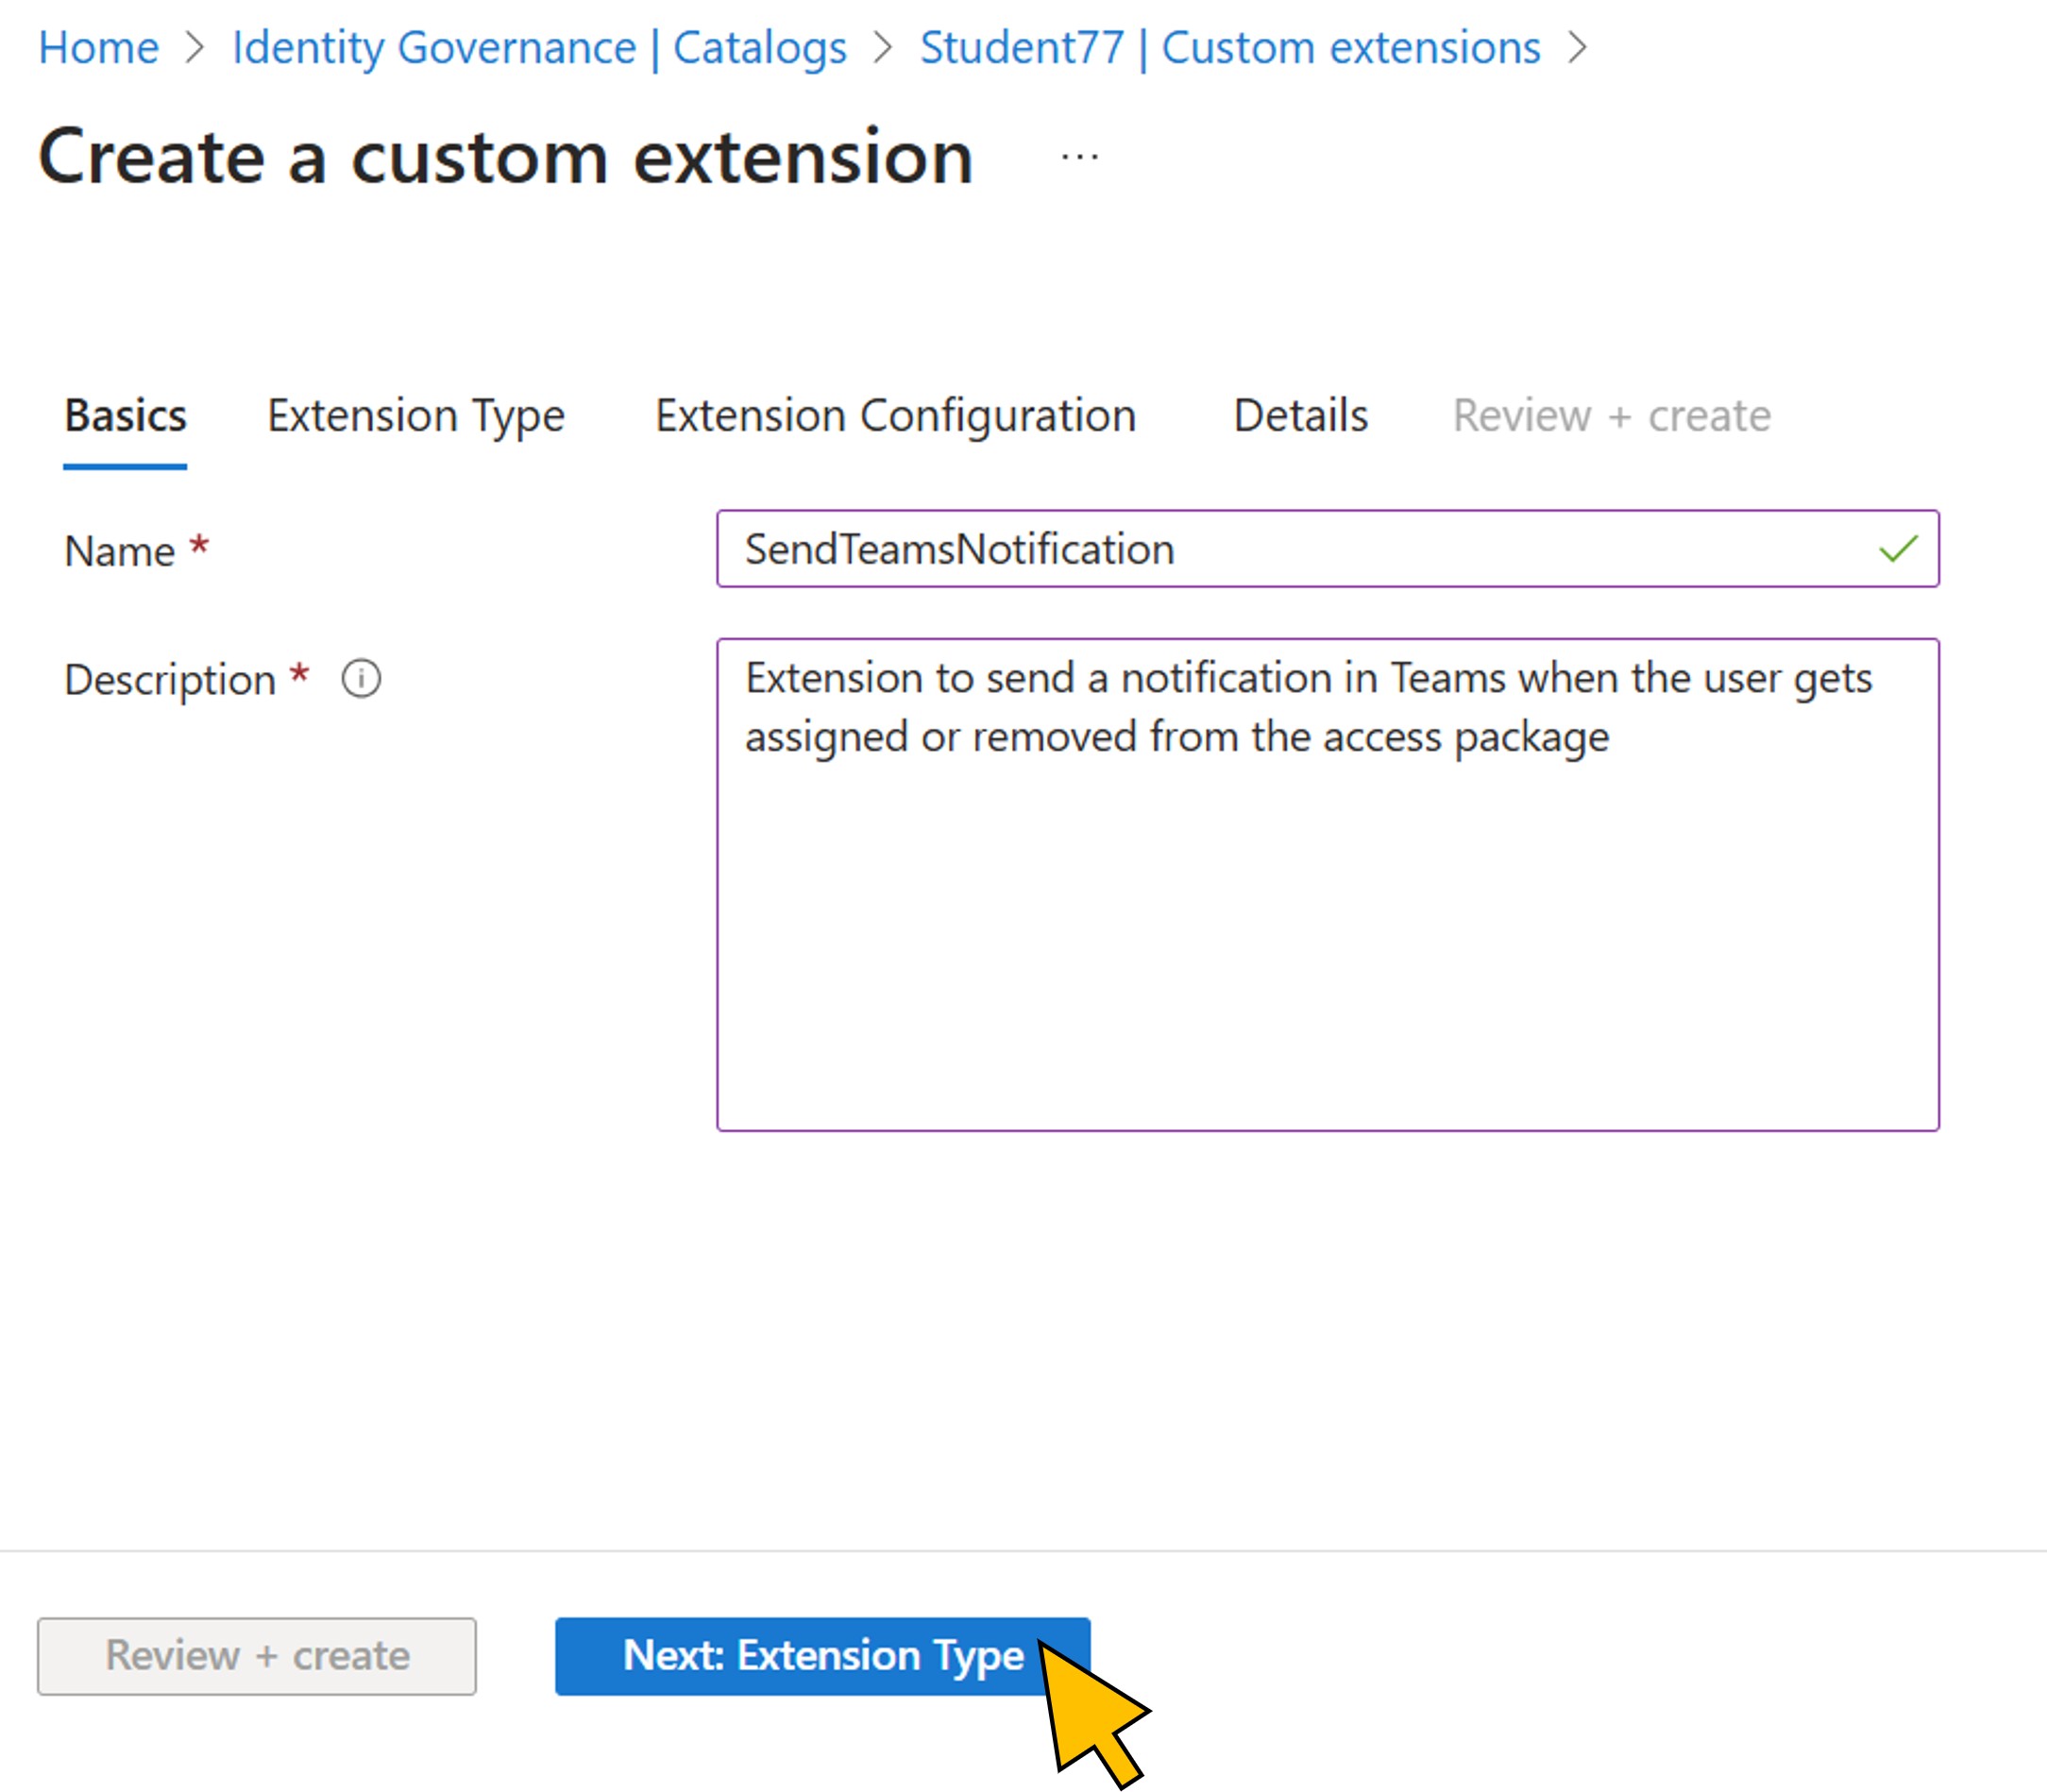 Home > Identity Governance | Catalogs > Student77 | Custom extensions >
Create a custom extension ...
Basics Extension Type Extension Configuration Details Review + create
Name * SendTeamsNotification
Description * Extension to send a notification in Teams when the user gets
assigned or removed from the access package
Review + create Next: Extension Type